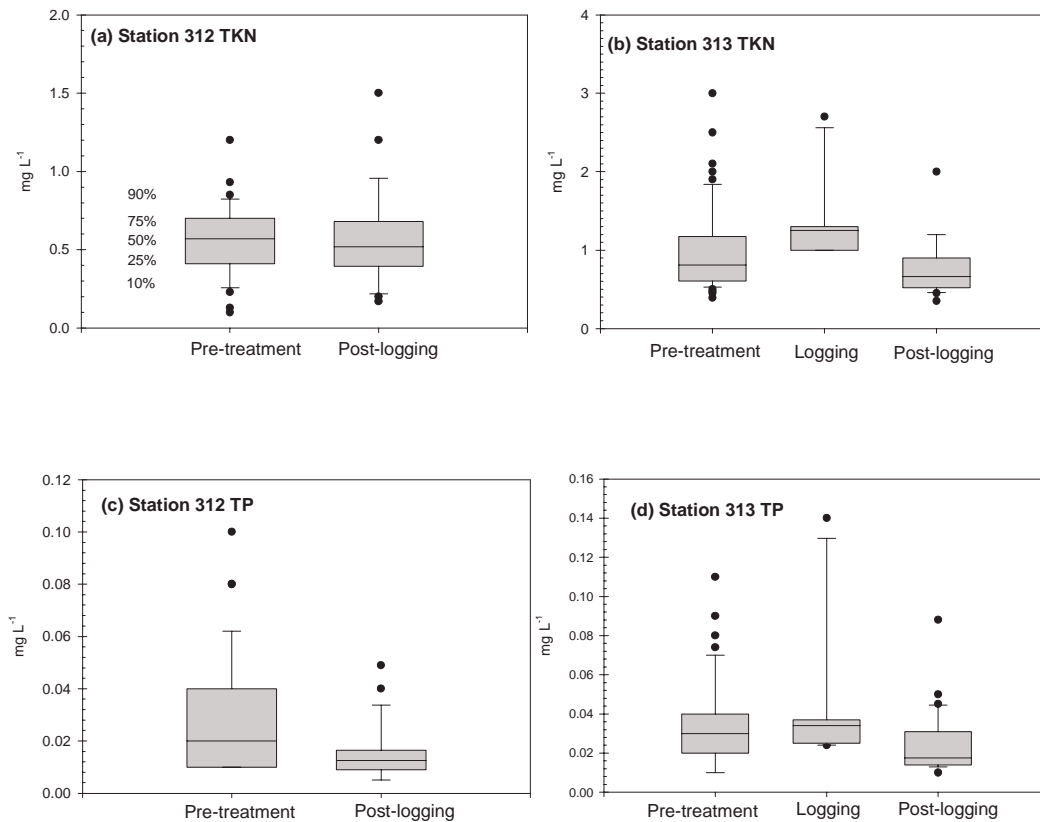 (a) Station 312 TKN
2.0
1.5
1.0
0.5
0.0
mg L-1
90%
75%
50%
25%
10%
Pre-treatment Post-logging
(b) Station 313 TKN
4
3
2
1
0
mg L-1
Pre-treatment Logging Post-logging
(c) Station 312 TP
0.12
0.10
0.08
0.06
0.04
0.02
0.00
mg L-1
Pre-treatment Post-logging
(d) Station 313 TP
0.16
0.14
0.12
0.10
0.08
0.06
0.04
0.02
0.00
mg L-1
Pre-treatment Logging Post-logging